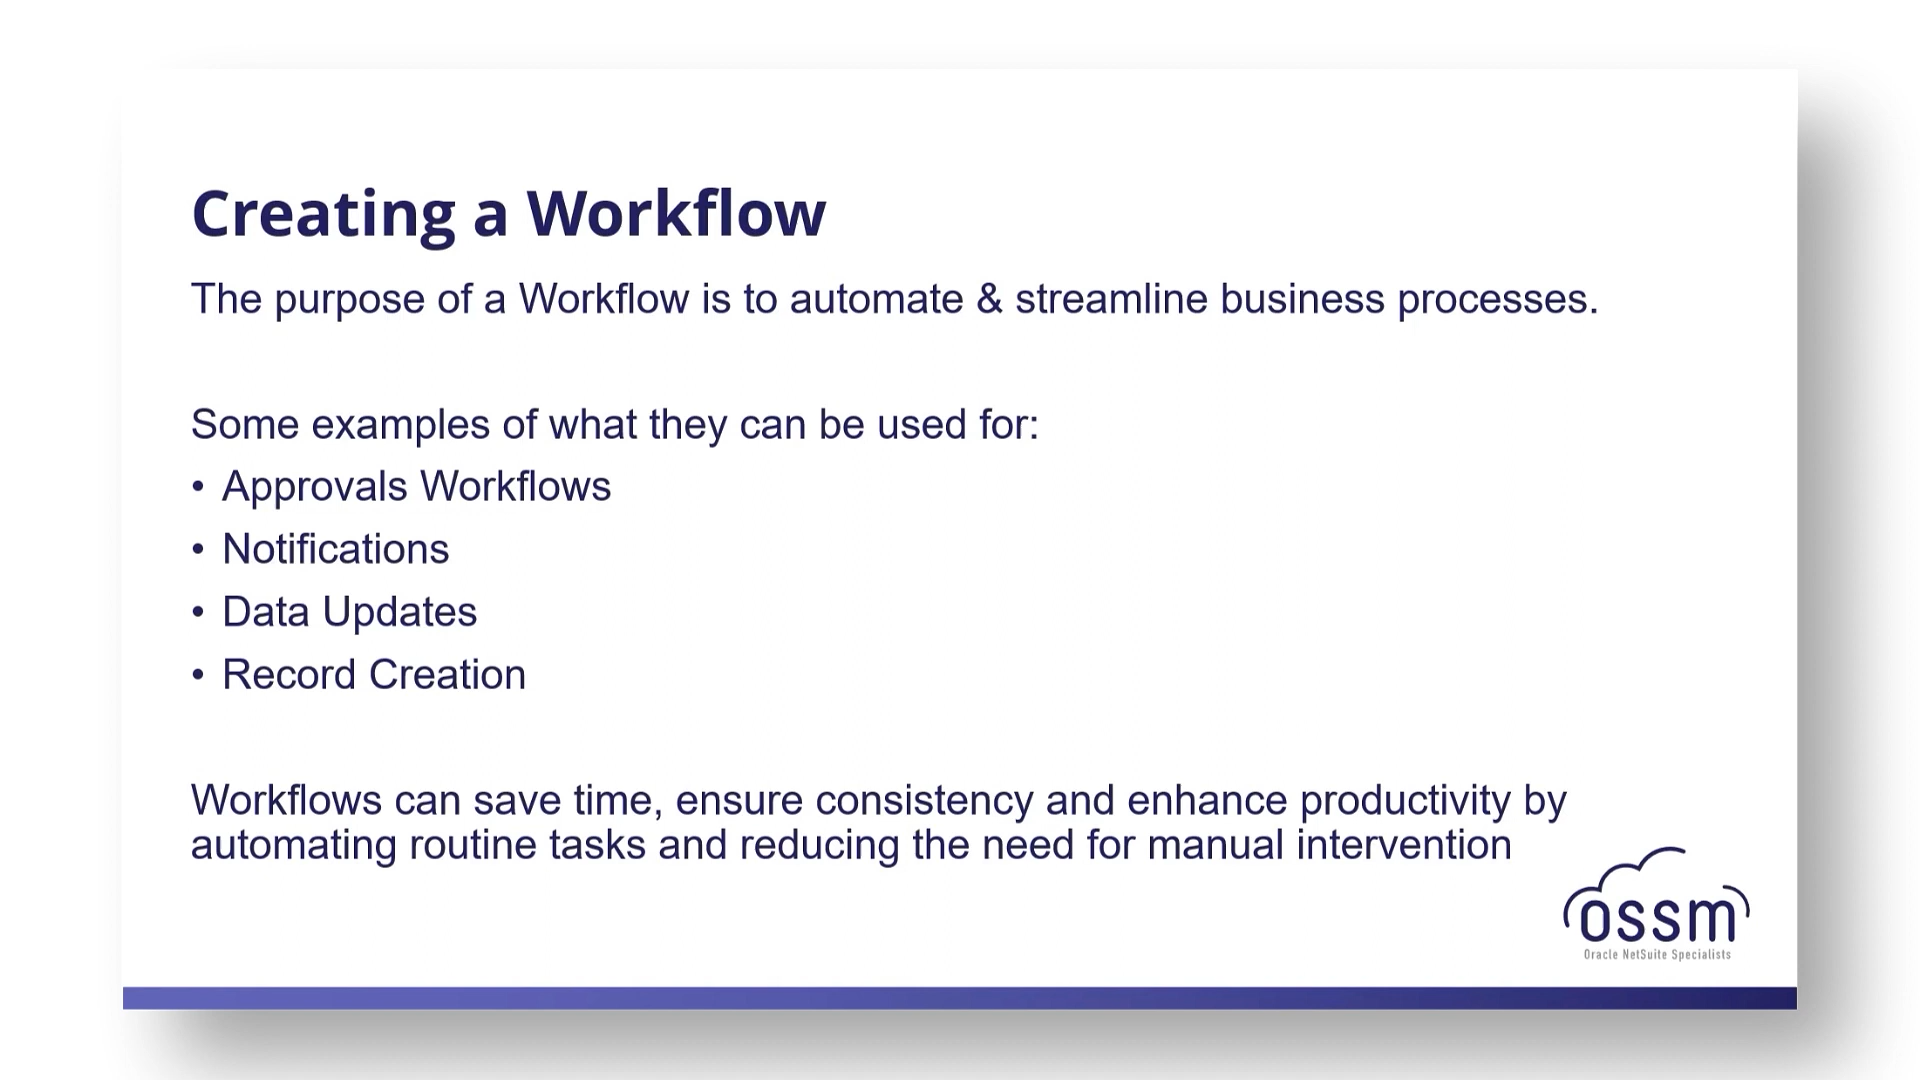 Creating a Workflow
The purpose of a Workflow is to automate & streamline business processes.
Some examples of what they can be used for:
• Approvals Workflows
• Notifications
• Data Updates
• Record Creation
Workflows can save time, ensure consistency and enhance productivity by
automating routine tasks and reducing the need for manual intervention
ossm
Oracle NetSuite Specialists